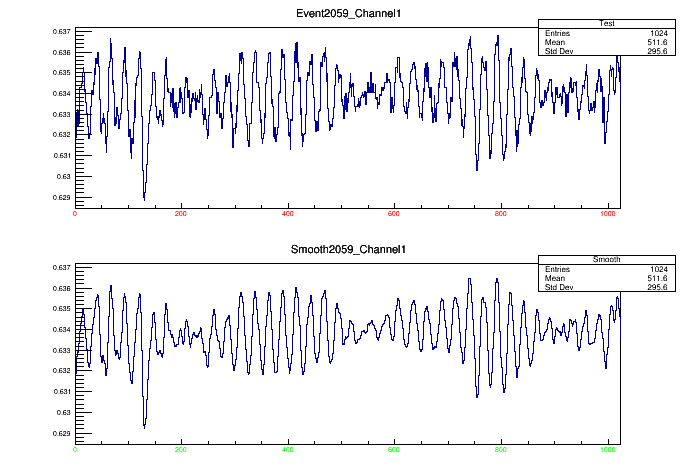 Event2059_Channel1
Test
Entries 1024
Mean 511.6
Std Dev 295.6
0.637
0.636
0.635
0.634
0.633
0.632
0.631
0.63
0.629
0 200 400 600 800 1000
Smooth2059_Channel1
Smooth
Entries 1024
Mean 511.6
Std Dev 295.6
0.637
0.636
0.635
0.634
0.633
0.632
0.631
0.63
0.629
0 200 400 600 800 1000